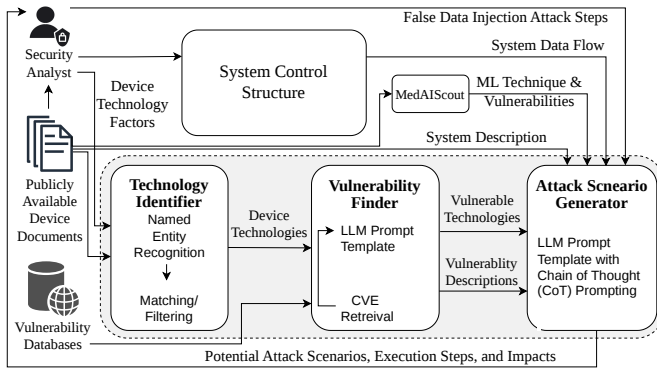 False Data Injection Attack Steps
System Data Flow
Security
Analyst
System Control
Structure
Device
Technology
Factors
MedAIScout
ML Technique &
Vulnerabilities
System Description
Publicly
Available
Device
Documents
Technology
Identifier
Named
Entity
Recognition
Matching/
Filtering
Device
Technologies
Vulnerability
Finder
LLM Prompt
Template
CVE
Retreival
Vulnerable
Technologies
Vulnerablity
Descriptions
Attack Scneario
Generator
LLM Prompt
Template with
Chain of Thought
(CoT) Prompting
Vulnerability
Databases
Potential Attack Scenarios, Execution Steps, and Impacts